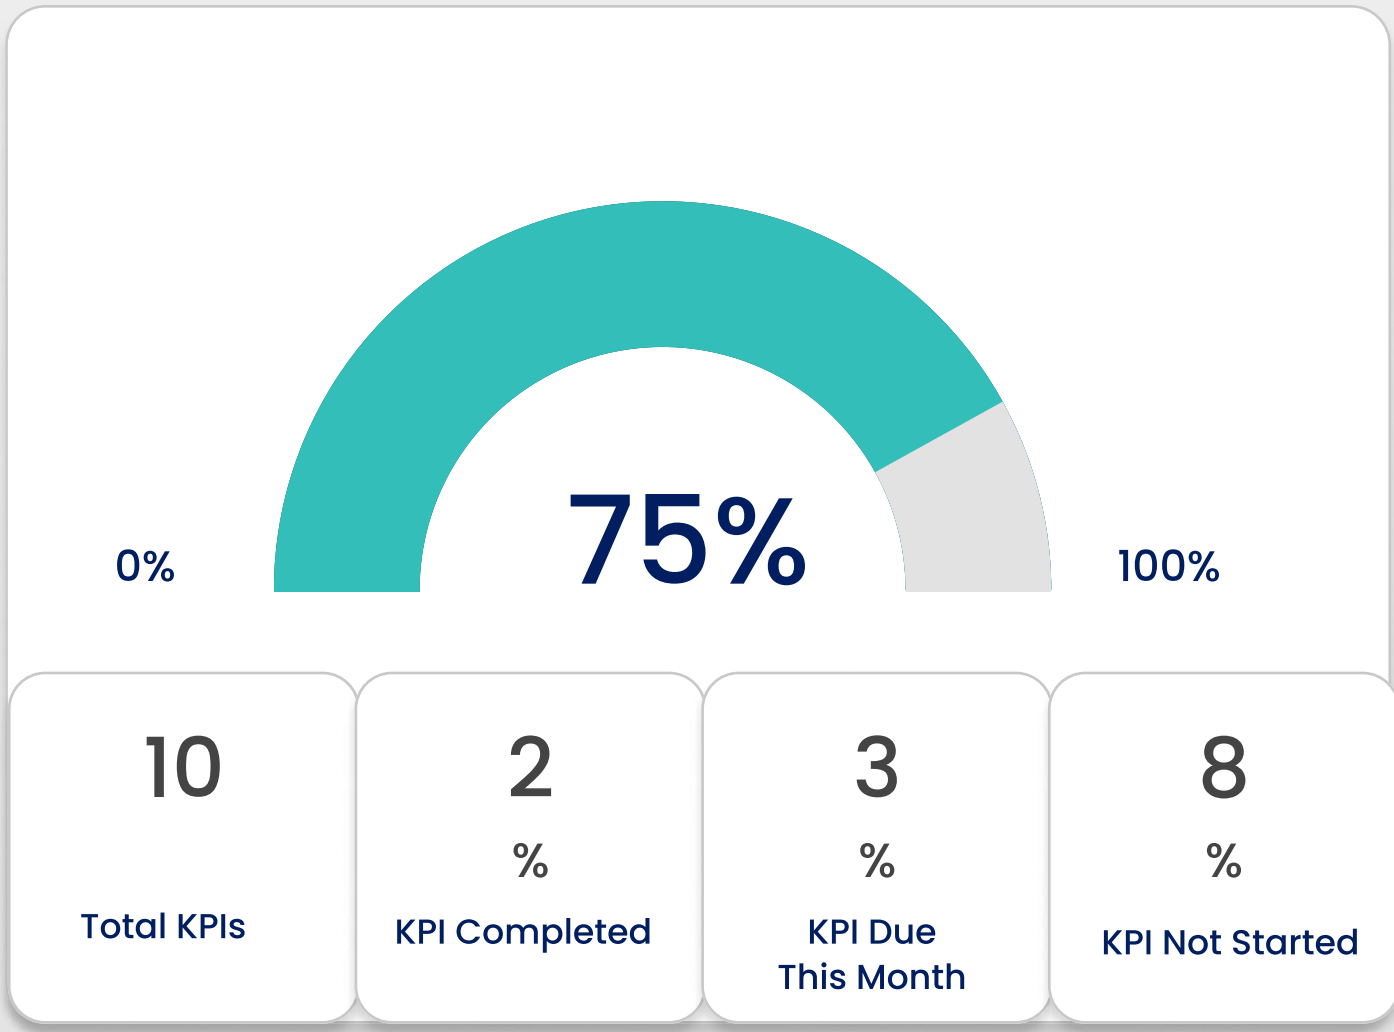 75%
0%
100%
10
Total KPIs
2
%
KPI Completed
3
%
KPI Due
This Month
8
%
KPI Not Started